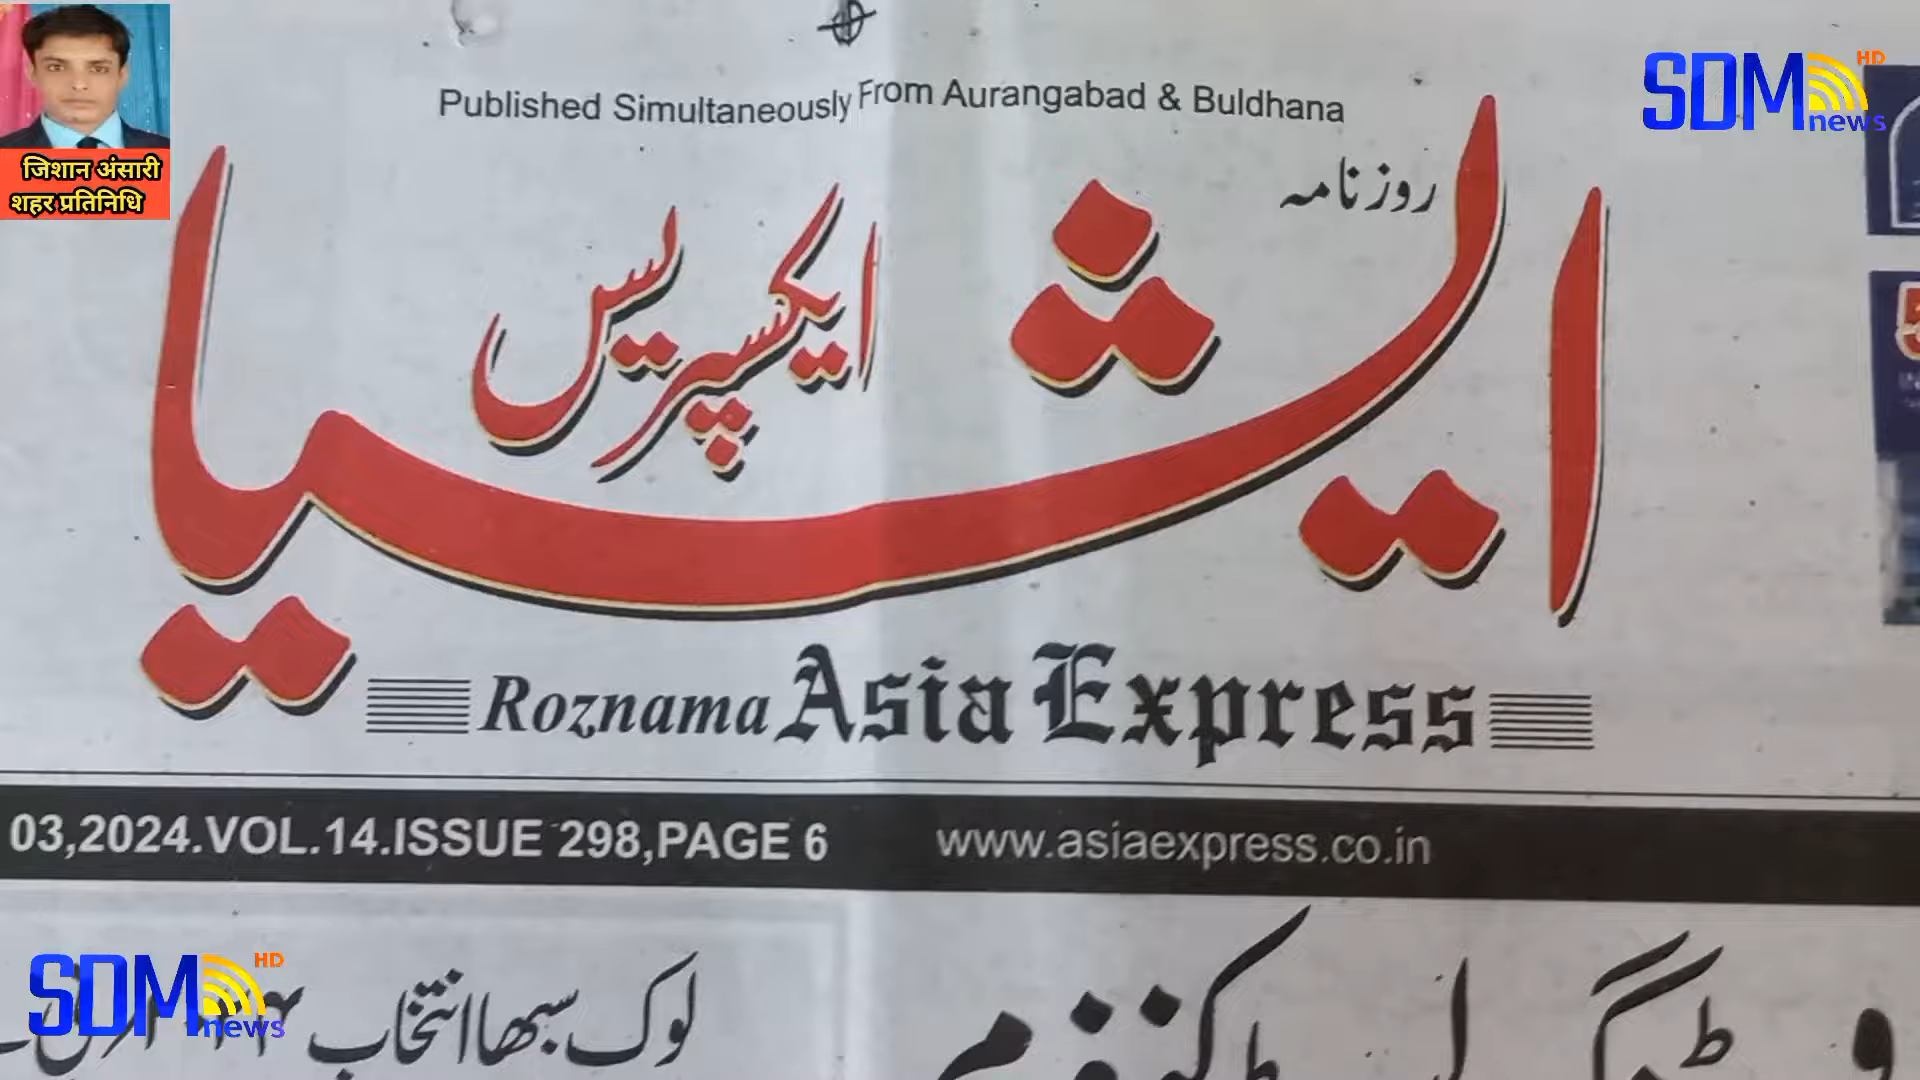 Published Simultaneously From Aurangabad & Buldhana
SDM news HD
जिशान अंसारी
शहर प्रतिनिधि
روزنامہ
ایشیا
ایکسپریس
Roznama Asia Express
03,2024.VOL.14.ISSUE 298,PAGE 6
www.asiaexpress.co.in
لوک سبھا انتخاب
کنفرم
SDM news HD